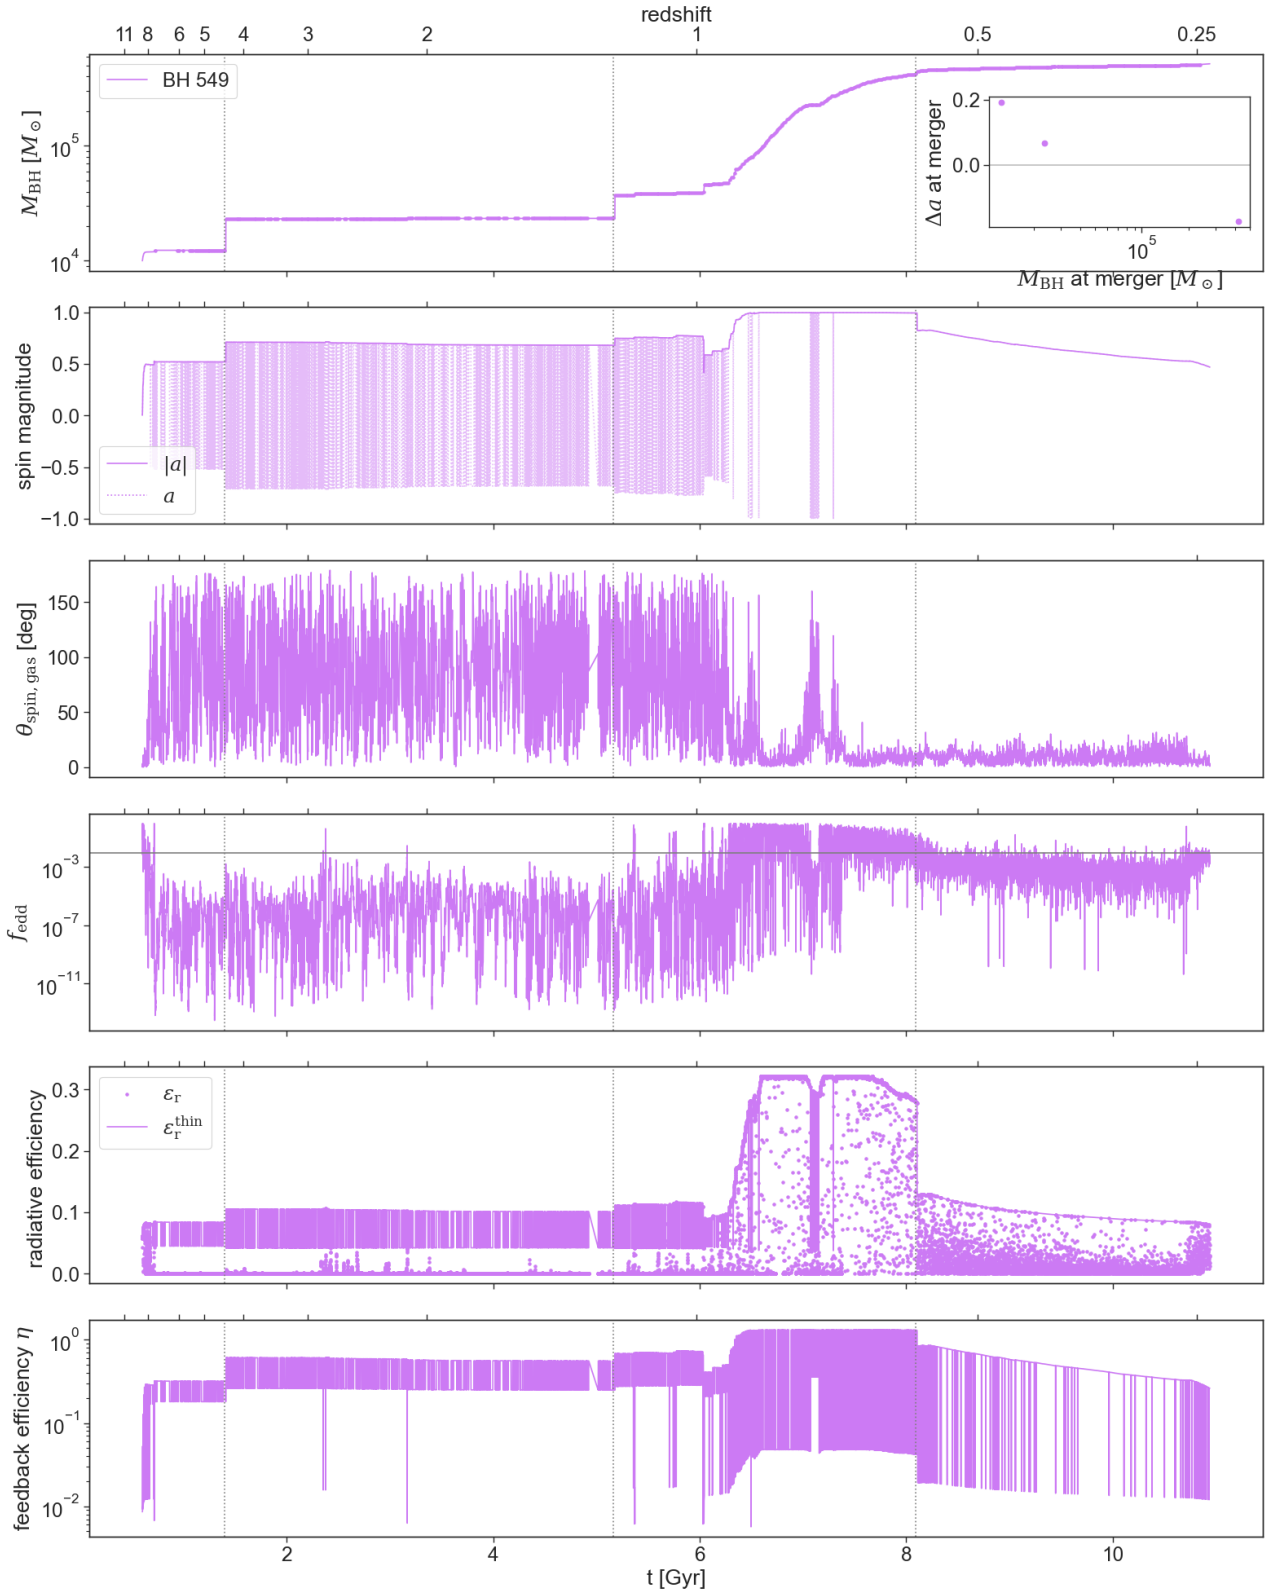 redshift
11 8 6 5 4 3 2 1 0.5 0.25
BH 549
M_BH [M_⊙]
10^5
10^4
Δa at merger
0.2
0.0
10^5
M_BH at merger [M_⊙]
spin magnitude
1.0
0.5
0.0
−0.5
−1.0
|a|
a
θ_spin,gas [deg]
150
100
50
0
f_edd
10^−3
10^−7
10^−11
radiative efficiency
0.3
0.2
0.1
0.0
ε_r
ε_r^thin
feedback efficiency η
10^0
10^−1
10^−2
2 4 6 8 10
t [Gyr]